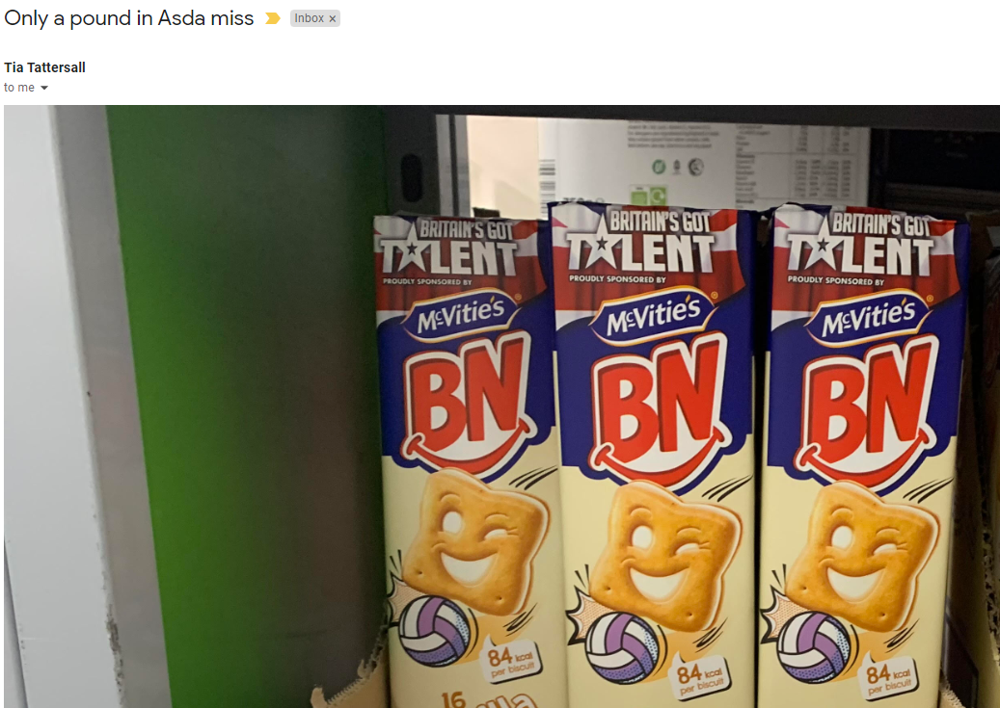 Only a pound in Asda miss
Inbox ×
Tia Tattersall
to me
BRITAIN'S GOT
TALENT
PROUDLY SPONSORED BY
McVitie's
BN
84 kcal
per biscuit
16
BRITAIN'S GOT
TALENT
PROUDLY SPONSORED BY
McVitie's
BN
84 kcal
per biscuit
BRITAIN'S GOT
TALENT
PROUDLY SPONSORED BY
McVitie's
BN
84 kcal
per biscuit